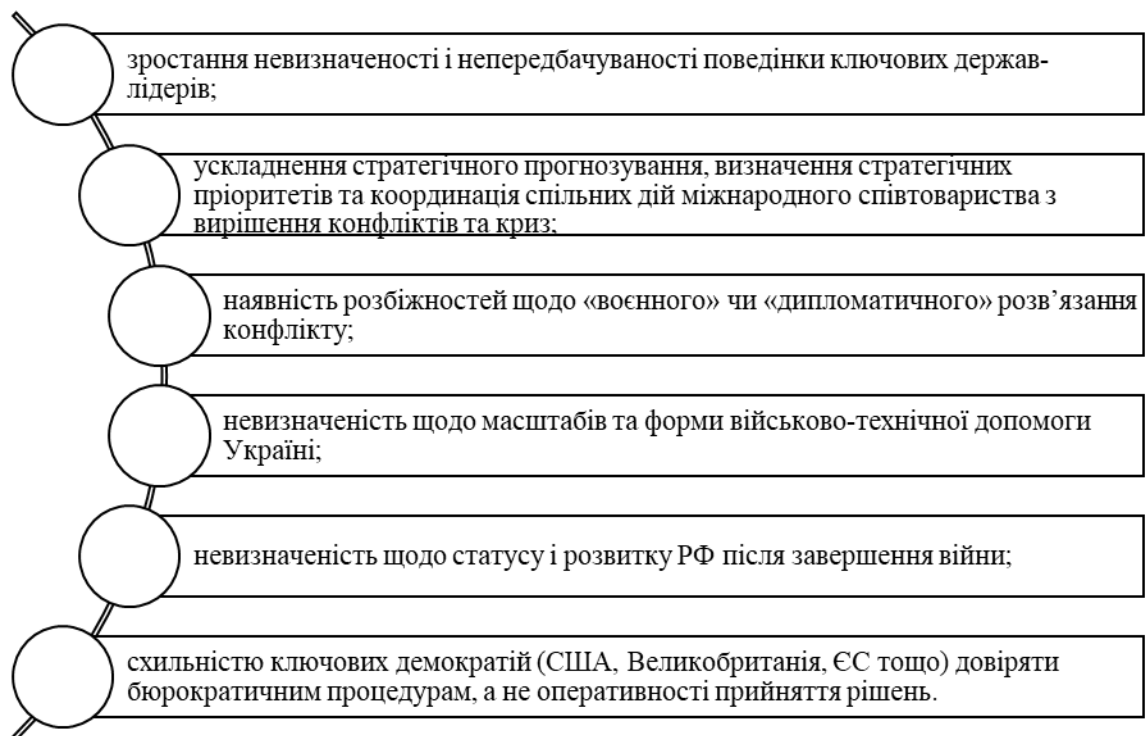 зростання невизначеності і непередбачуваності поведінки ключових держав-
лідерів;
ускладнення стратегічного прогнозування, визначення стратегічних
пріоритетів та координація спільних дій міжнародного співтовариства з
вирішення конфліктів та криз;
наявність розбіжностей щодо «воєнного» чи «дипломатичного» розв’язання
конфлікту;
невизначеність щодо масштабів та форми військово-технічної допомоги
Україні;
невизначеність щодо статусу і розвитку РФ після завершення війни;
схильністю ключових демократій (США, Великобританія, ЄС тощо) довіряти
бюрократичним процедурам, а не оперативності прийняття рішень.